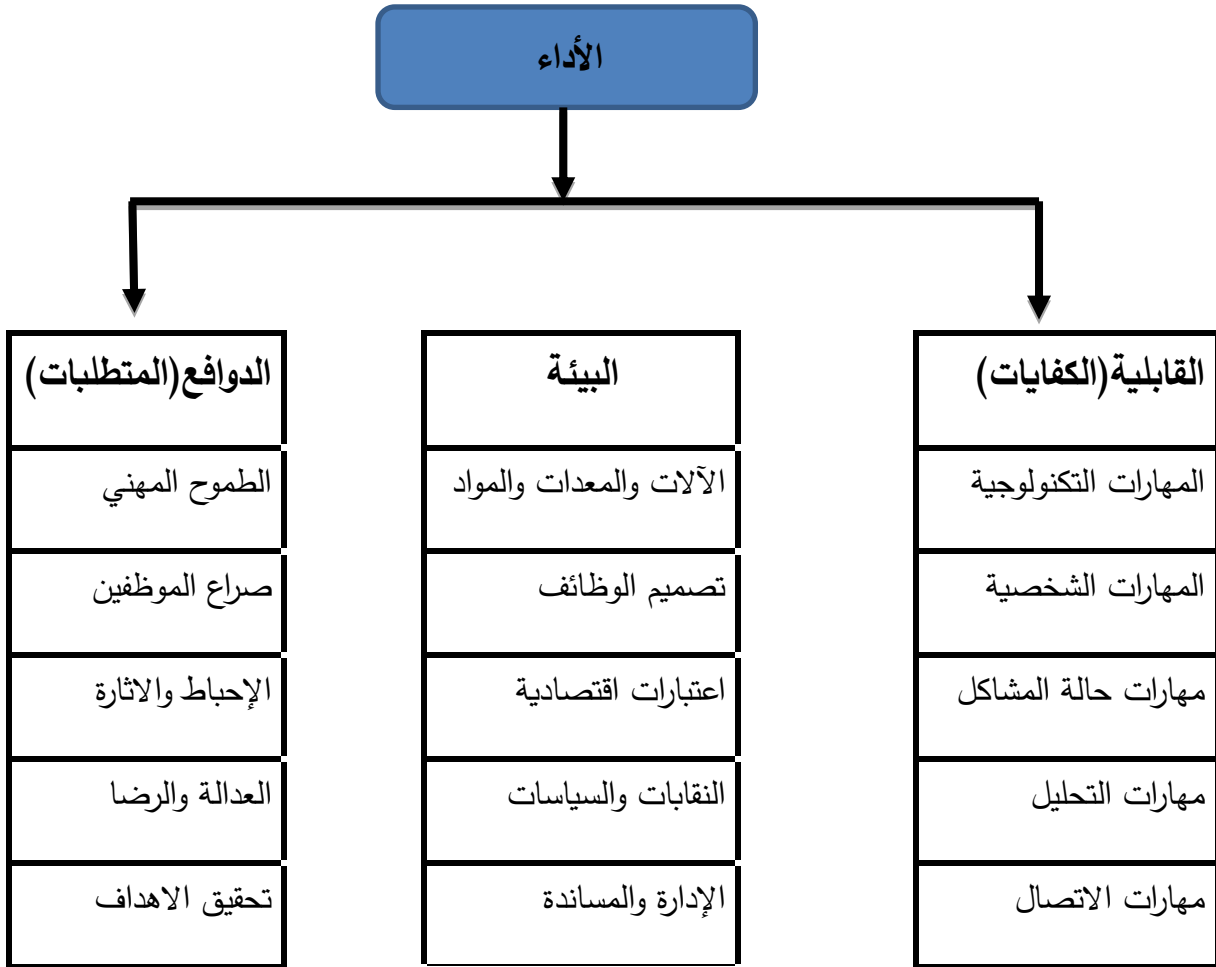 الأداء
القابلية(الكفايات)
المهارات التكنولوجية
المهارات الشخصية
مهارات حالة المشاكل
مهارات التحليل
مهارات الاتصال
البيئة
الآلات والمعدات والمواد
تصميم الوظائف
اعتبارات اقتصادية
النقابات والسياسات
الإدارة والمساندة
الدوافع(المتطلبات)
الطموح المهني
صراع الموظفين
الإحباط والاثارة
العدالة والرضا
تحقيق الاهداف